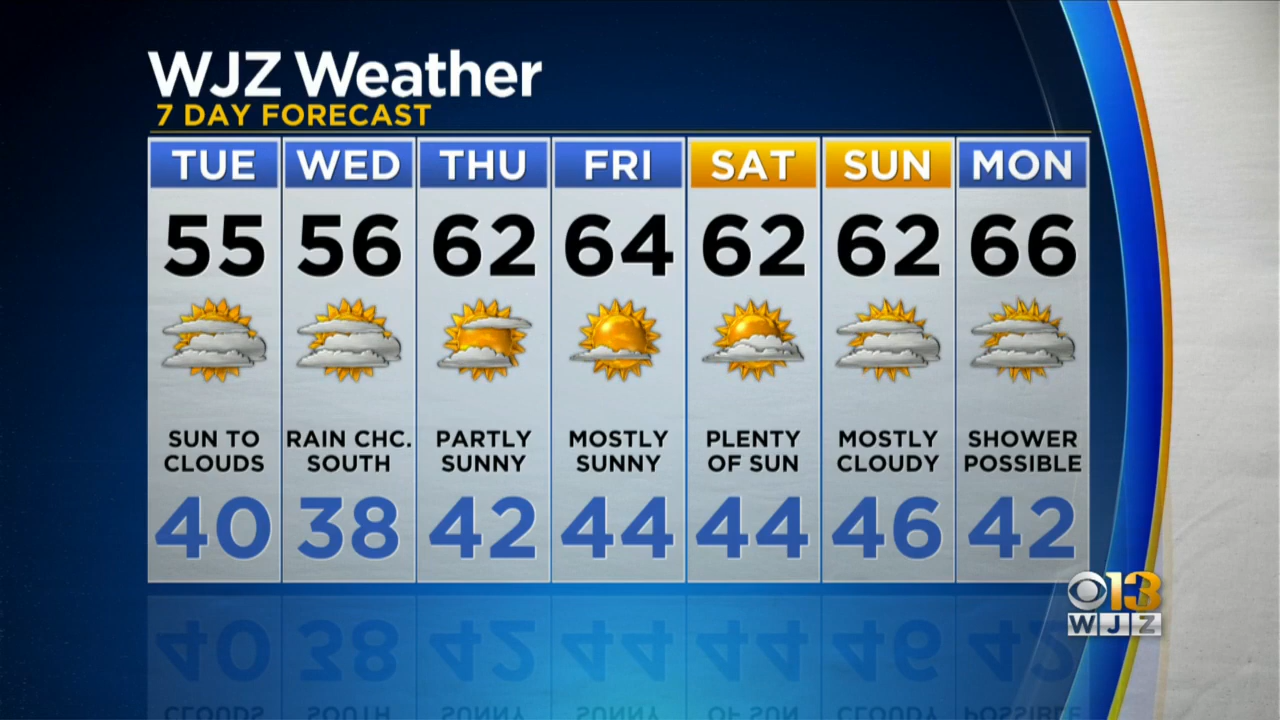 WJZ Weather
7 DAY FORECAST
TUE WED THU FRI SAT SUN MON
55 56 62 64 62 62 66
SUN TO RAIN CHC. PARTLY MOSTLY PLENTY MOSTLY SHOWER
CLOUDS SOUTH SUNNY SUNNY OF SUN CLOUDY POSSIBLE
40 38 42 44 44 46 42
13
WJZ